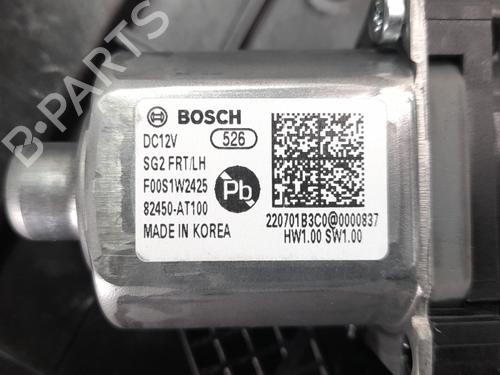 B-PARTS
BOSCH
DC12V 526
SG2 FRT/LH
F00S1W2425
82450-AT100
MADE IN KOREA
Pb
220701B3C0@0000837
HW1.00 SW1.00